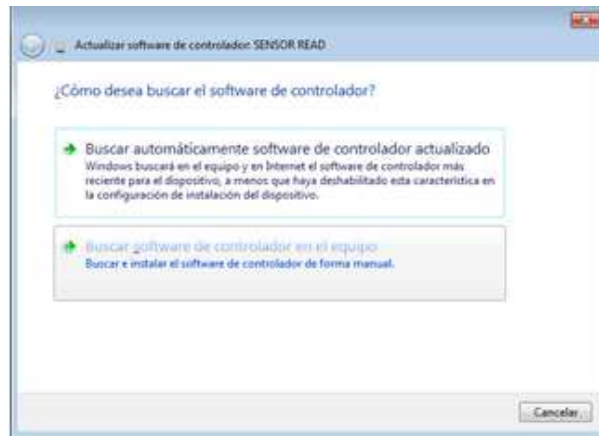 Actualizar software de controlador: SENSOR READ
¿Cómo desea buscar el software de controlador?
Buscar automáticamente software de controlador actualizado
Windows buscará en el equipo y en Internet el software de controlador más
reciente para el dispositivo, a menos que haya deshabilitado esta característica en
la configuración de instalación del dispositivo.
Buscar software de controlador en el equipo
Buscar e instalar el software de controlador de forma manual.
Cancelar